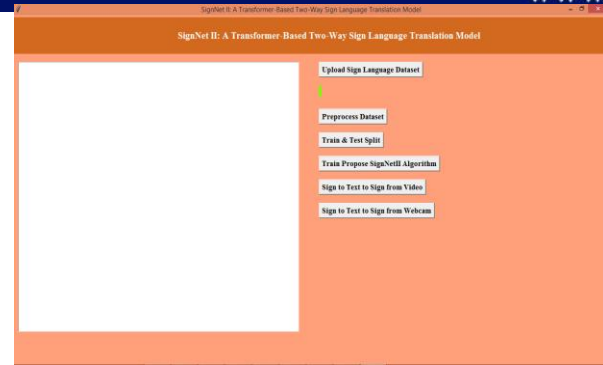 SignNet II: A Transformer-Based Two-Way Sign Language Translation Model
SignNet II: A Transformer-Based Two-Way Sign Language Translation Model
Upload Sign Language Dataset
Preprocess Dataset
Train & Test Split
Train Propose SignNetII Algorithm
Sign to Text to Sign from Video
Sign to Text to Sign from Webcam